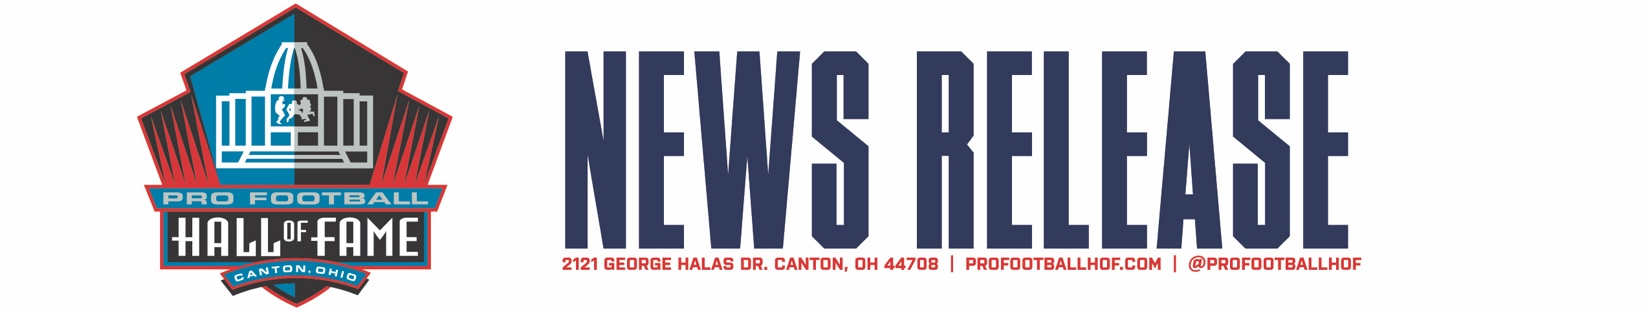 PRO FOOTBALL
HALL OF FAME
CANTON, OHIO
NEWS RELEASE
2121 GEORGE HALAS DR. CANTON, OH 44708 | PROFOOTBALLHOF.COM | @PROFOOTBALLHOF